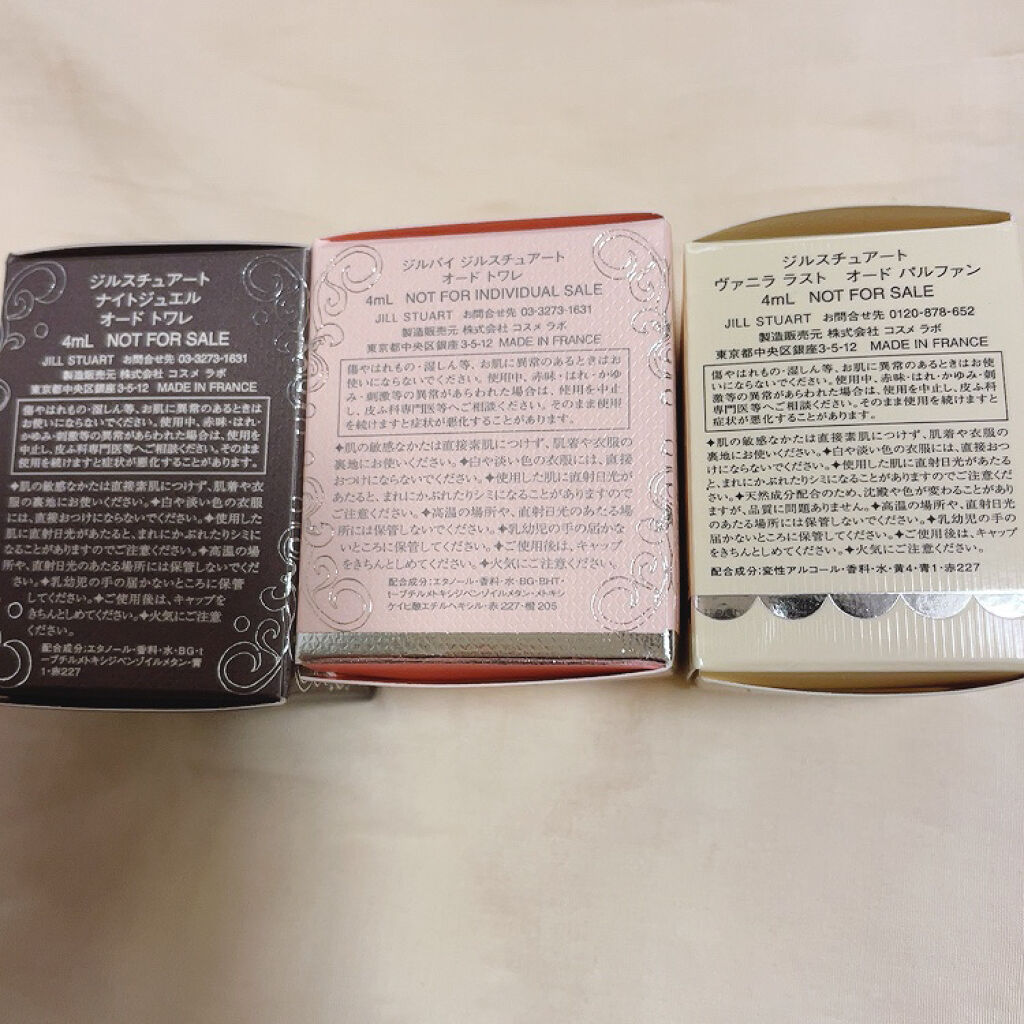 ジルスチュアート
ナイトジュエル
オード トワレ
4mL NOT FOR SALE
JILL STUART お問合せ先 03-3273-1631
製造販売元 株式会社 コスメ ラボ
東京都中央区銀座3-5-12 MADE IN FRANCE
傷やはれもの・湿しん等、お肌に異常のあるときは
お使いにならないでください。使用中、赤味・はれ・
かゆみ・刺激等の異常があらわれた場合は、使用を
中止し、皮ふ科専門医等へご相談ください。そのまま
使用を続けますと症状が悪化することがあります。
✦肌の敏感なかたは直接素肌につけず、肌着や衣
服の裏地にお使いください。✦白や淡い色の衣服
には、直接おつけにならないでください。✦使用した
肌に直射日光があたると、まれにかぶれたりシミに
なることがありますのでご注意ください。✦高温の場
所や、直射日光のあたる場所には保管しないでくだ
さい。✦乳幼児の手の届かないところに保管
してください。✦ご使用後は、キャップを
きちんとしめてください。✦火気にご注意
ください。
配合成分:エタノール・香料・水・BG・t
ーブチルメトキシジベンゾイルメタン・青
1・赤227
ジルバイ ジルスチュアート
オード トワレ
4mL NOT FOR INDIVIDUAL SALE
JILL STUART お問合せ先 03-3273-1631
製造販売元 株式会社 コスメ ラボ
東京都中央区銀座3-5-12 MADE IN FRANCE
傷やはれもの・湿しん等、お肌に異常のあるときはお
使いにならないでください。使用中、赤味・はれ・かゆ
み・刺激等の異常があらわれた場合は、使用を中止
し、皮ふ科専門医等へご相談ください。そのまま使用
を続けますと症状が悪化することがあります。
✦肌の敏感なかたは直接素肌につけず、肌着や衣服の
裏地にお使いください。✦白や淡い色の衣服には、直接
おつけにならないでください。✦使用した肌に直射日光が
あたると、まれにかぶれたりシミになることがありますので
ご注意ください。✦高温の場所や、直射日光のあたる場
所には保管しないでください。✦乳幼児の手の届かな
いところに保管してください。✦ご使用後は、キャップ
をきちんとしめてください。✦火気にご注意ください。
配合成分:エタノール・香料・水・BG・BHT・
t-ブチルメトキシジベンゾイルメタン・メトキシ
ケイヒ酸エチルヘキシル・赤 227・橙 205
ジルスチュアート
ヴァニラ ラスト オード パルファン
4mL NOT FOR SALE
JILL STUART お問合せ先 0120-878-652
製造販売元 株式会社 コスメ ラボ
東京都中央区銀座3-5-12 MADE IN FRANCE
傷やはれもの・湿しん等、お肌に異常のあるときはお使
いにならないでください。使用中、赤味・はれ・かゆみ・刺
激等の異常があらわれた場合は、使用を中止し、皮ふ科
専門医等へご相談ください。そのまま使用を続けますと
症状が悪化することがあります。
✦肌の敏感なかたは直接素肌につけず、肌着や衣服の
裏地にお使いください。✦白や淡い色の衣服には、直接お
つけにならないでください。✦使用した肌に直射日光があたる
と、まれにかぶれたりシミになることがありますのでご注意くだ
さい。✦天然成分配合のため、沈殿や色が変わることがあり
ますが、品質に問題ありません。✦高温の場所や、直射日光
のあたる場所には保管しないでください。✦乳幼児の手の
届かないところに保管してください。✦ご使用後は、キャップ
をきちんとしめてください。✦火気にご注意ください。
配合成分:変性アルコール・香料・水・黄4・青1・赤227